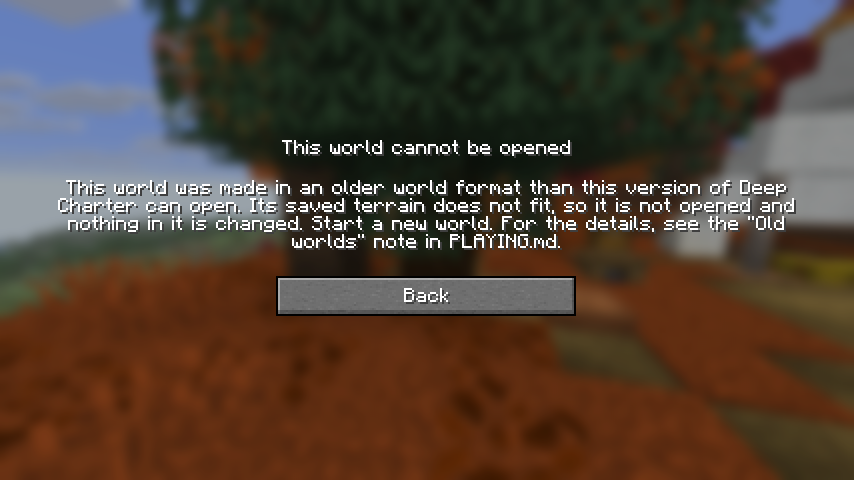 This world cannot be opened
This world was made in an older world format than this version of Deep
Charter can open. Its saved terrain does not fit, so it is not opened and
nothing in it is changed. Start a new world. For the details, see the "Old
worlds" note in PLAYING.md.
Back